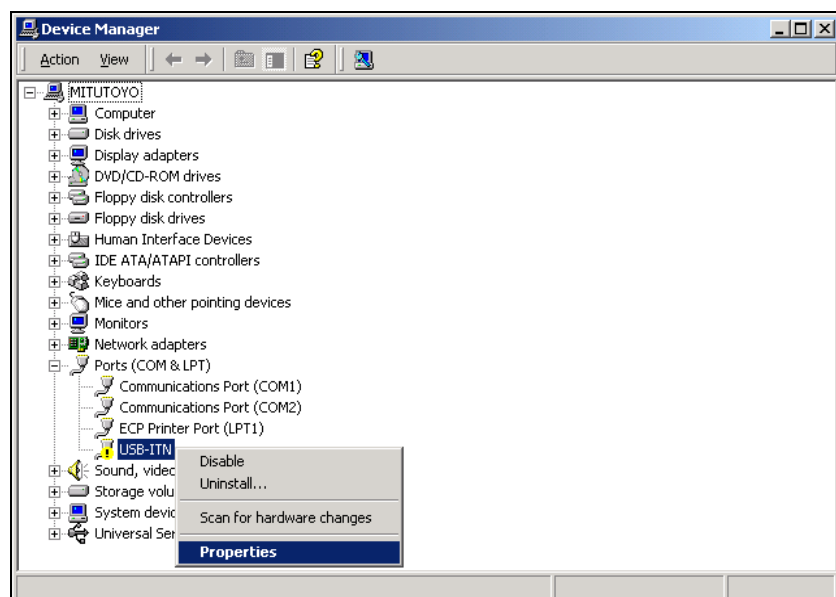 Device Manager
Action View
MITUTOYO
Computer
Disk drives
Display adapters
DVD/CD-ROM drives
Floppy disk controllers
Floppy disk drives
Human Interface Devices
IDE ATA/ATAPI controllers
Keyboards
Mice and other pointing devices
Monitors
Network adapters
Ports (COM & LPT)
Communications Port (COM1)
Communications Port (COM2)
ECP Printer Port (LPT1)
USB-ITN
Sound, videc
Storage volu
System devic
Universal Ser
Disable
Uninstall...
Scan for hardware changes
Properties